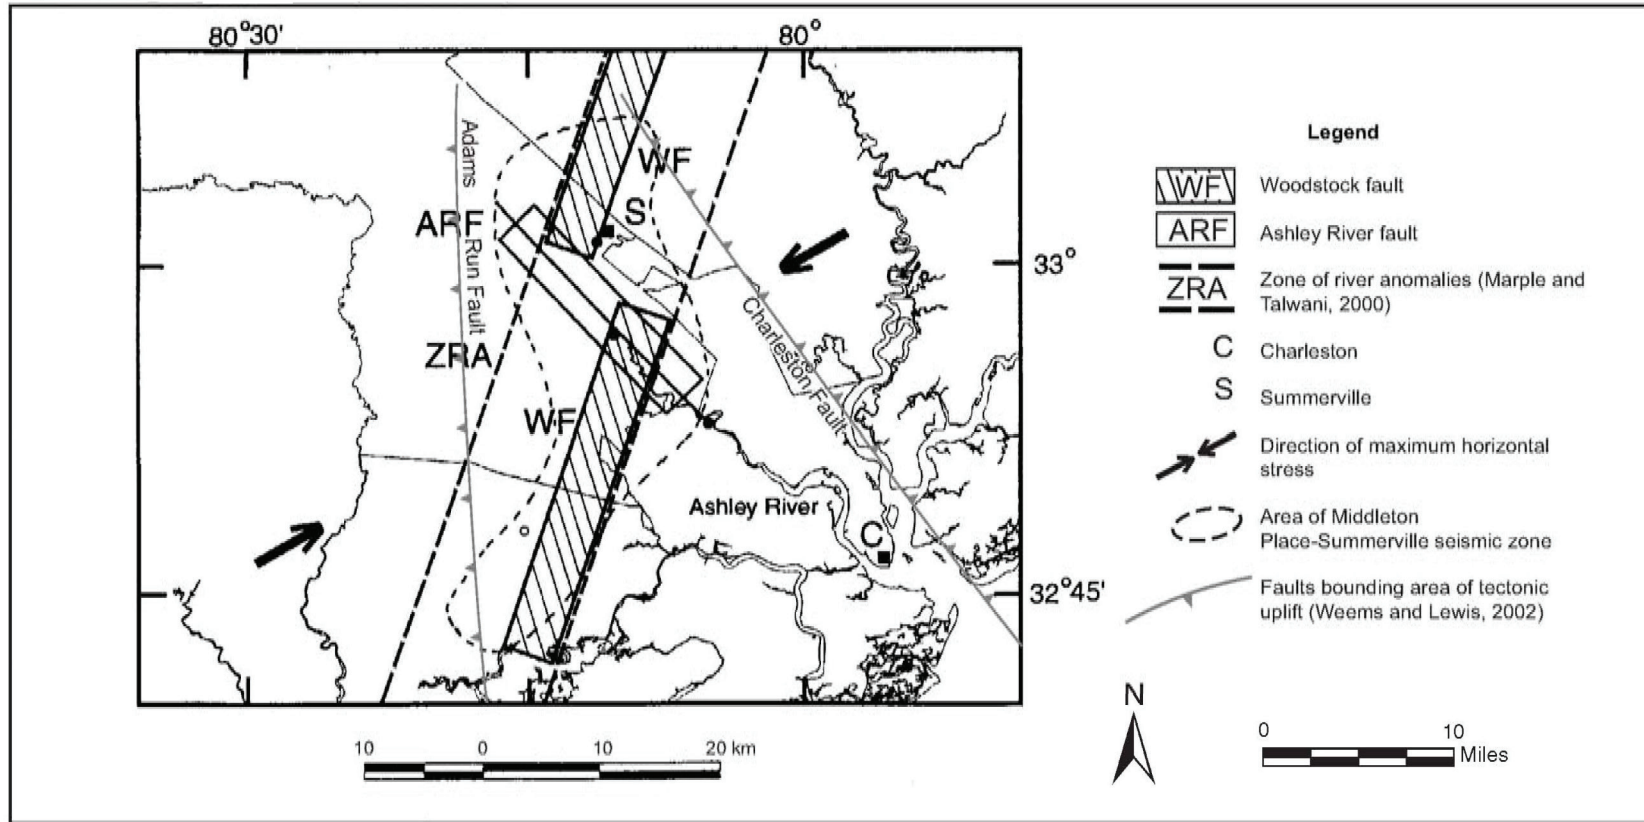 80°30'
80°
Adams Run Fault
WF
S
ARF
33°
ZRA
Charleston Fault
WF
Ashley River
C
32°45'
10 0 10 20 km
Legend
WF
Woodstock fault
ARF
Ashley River fault
ZRA
Zone of river anomalies (Marple and
Talwani, 2000)
C
Charleston
S
Summerville
Direction of maximum horizontal
stress
Area of Middleton
Place-Summerville seismic zone
Faults bounding area of tectonic
uplift (Weems and Lewis, 2002)
N
0 10
Miles